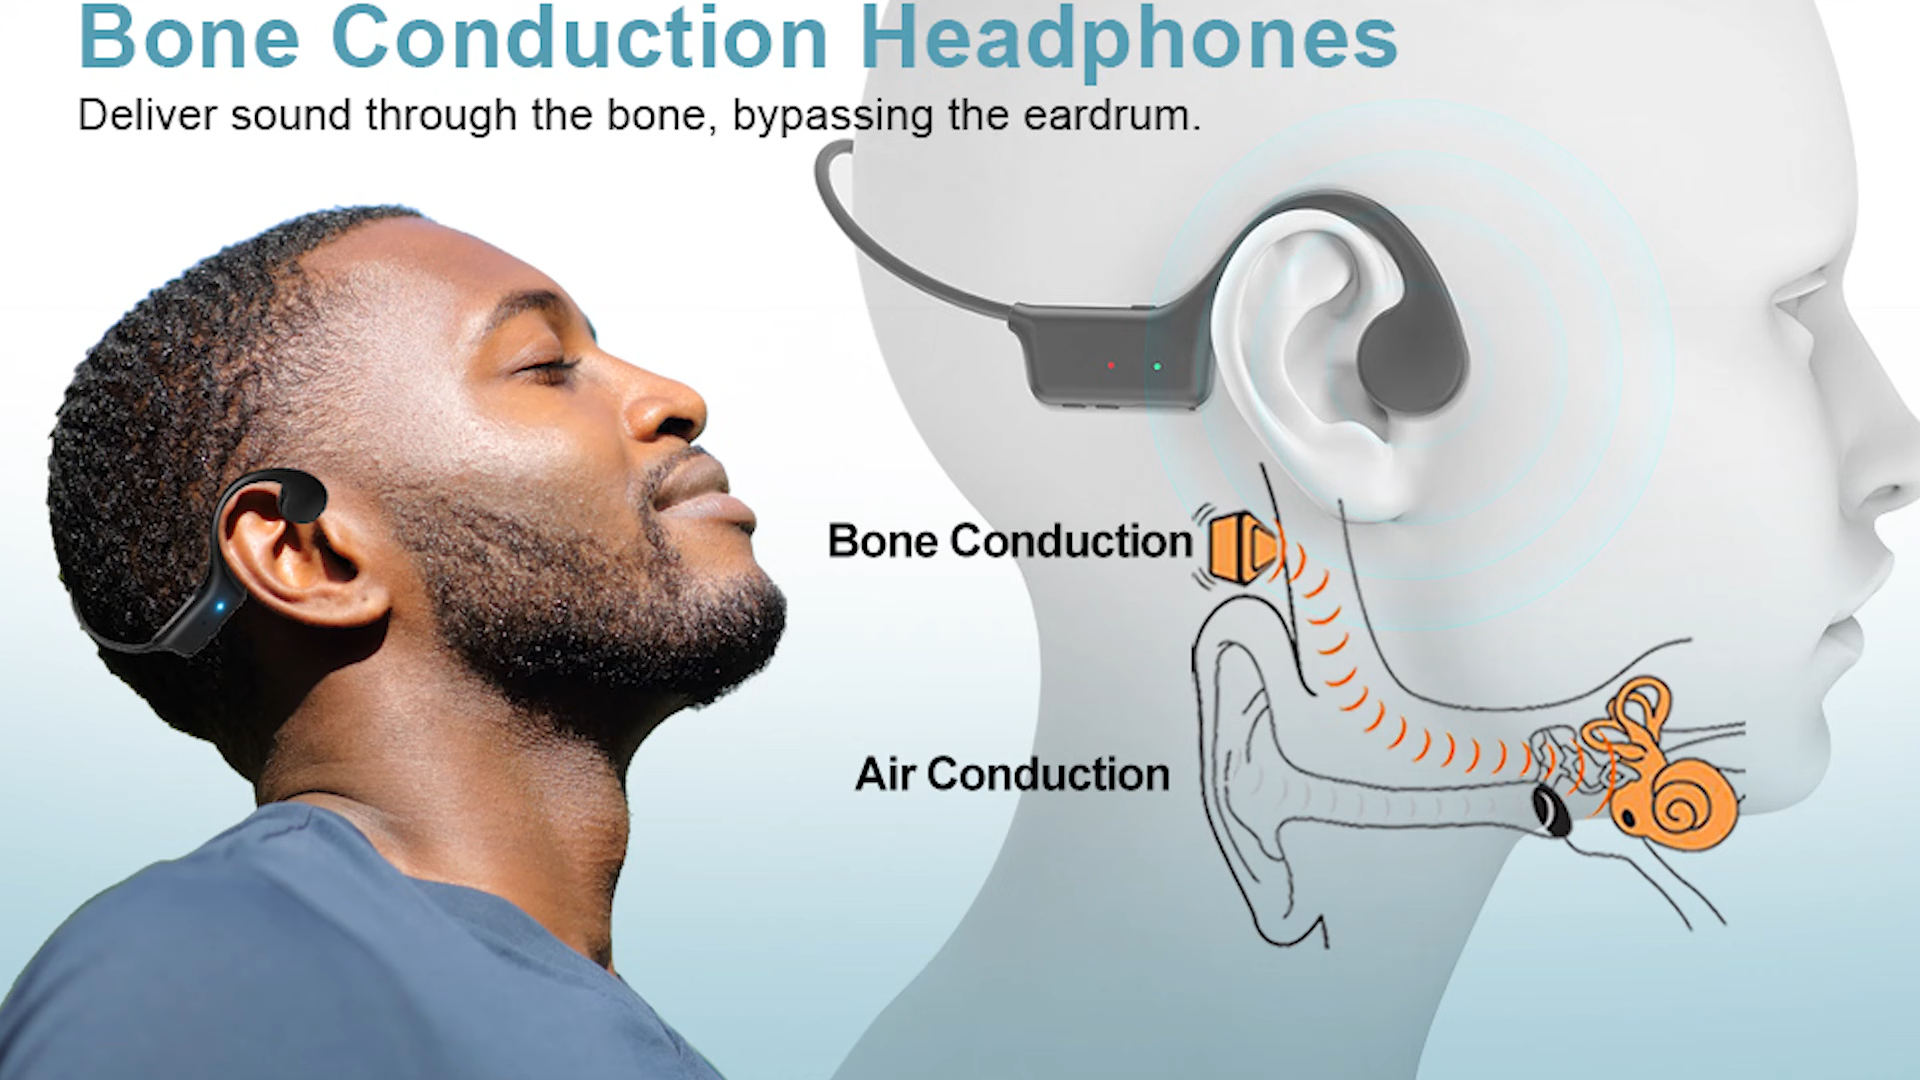 Bone Conduction Headphones
Deliver sound through the bone, bypassing the eardrum.
Bone Conduction
Air Conduction